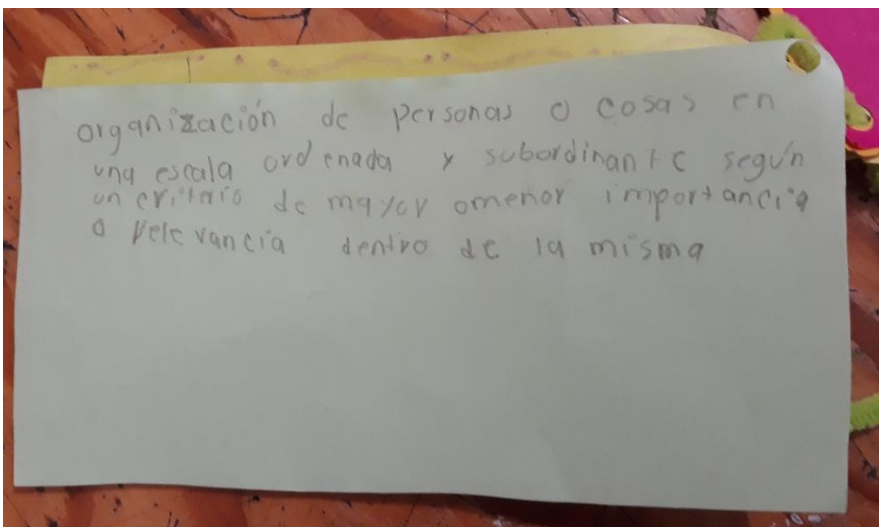 organización de personas o cosas en
una escala ordenada y subordinante según
un criterio de mayor omenor importancia
o relevancia dentro de la misma